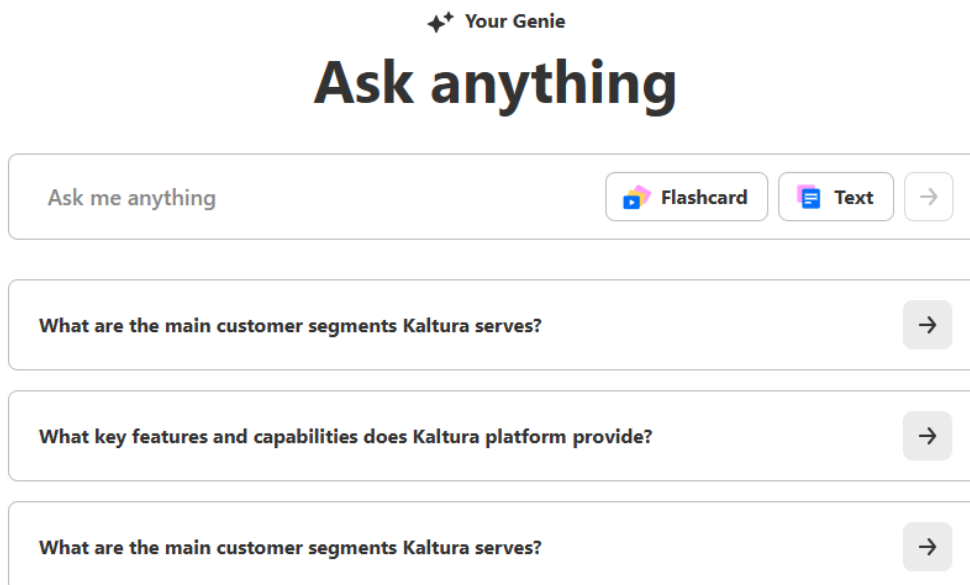 Your Genie
Ask anything
Ask me anything
Flashcard
Text
What are the main customer segments Kaltura serves?
What key features and capabilities does Kaltura platform provide?
What are the main customer segments Kaltura serves?